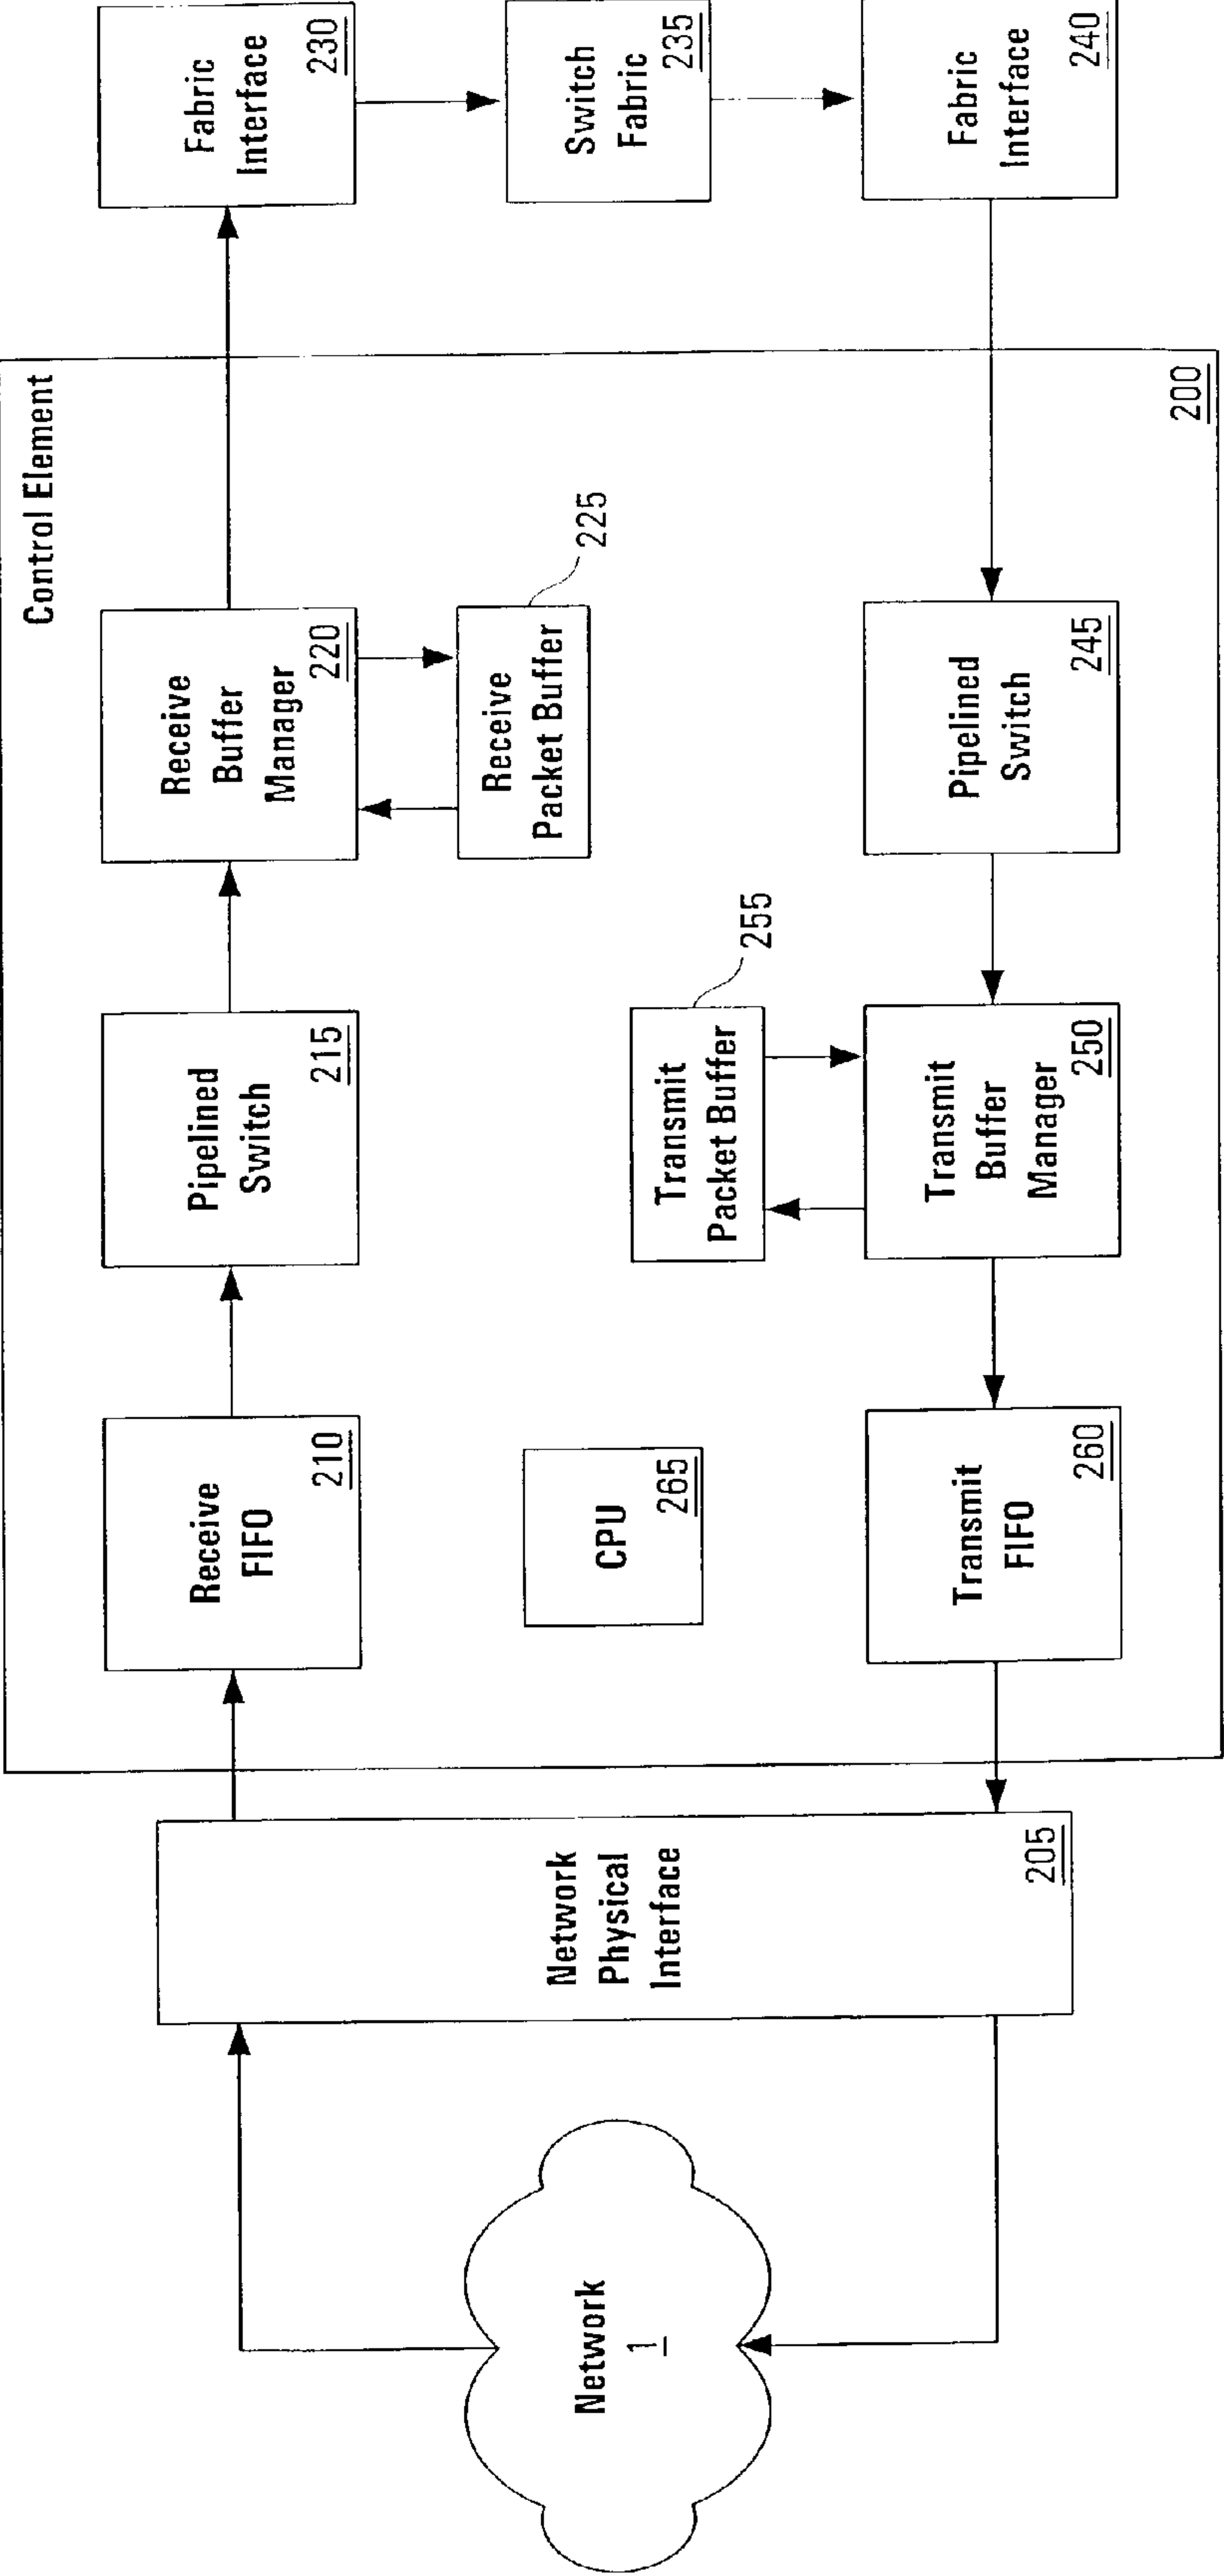 Control Element
Network
1
Network
Physical
Interface
205
Receive
FIFO
210
Pipelined
Switch
215
Receive
Buffer
Manager
220
Receive
Packet Buffer
225
Fabric
Interface
230
Switch
Fabric
235
Fabric
Interface
240
CPU
265
Transmit
Packet Buffer
255
Transmit
FIFO
260
Transmit
Buffer
Manager
250
Pipelined
Switch
245
200